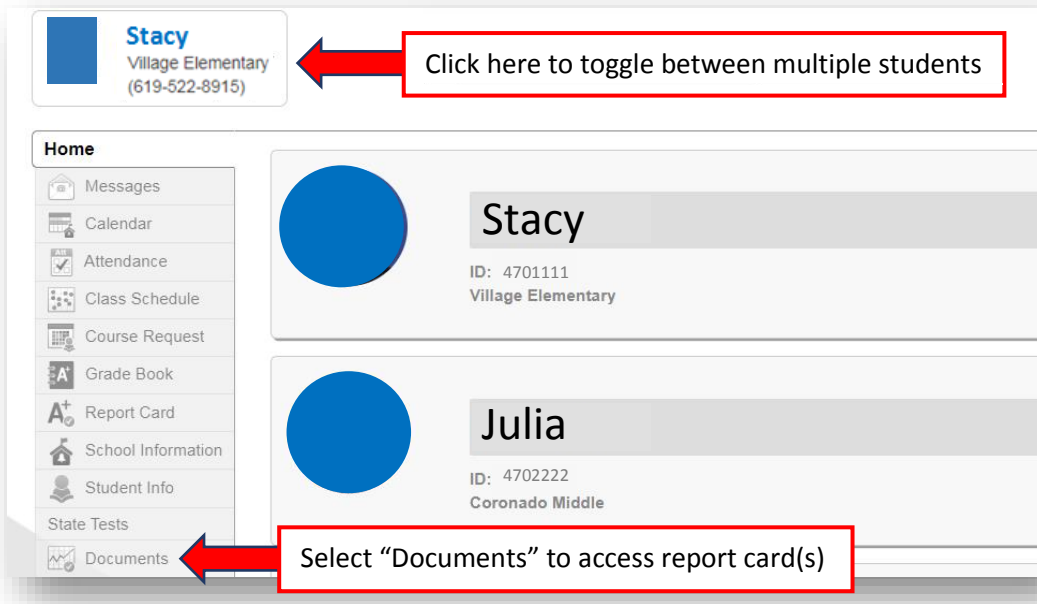 Stacy
Village Elementary
(619-522-8915)
Click here to toggle between multiple students
Home
Messages
Calendar
Attendance
Class Schedule
Course Request
Grade Book
Report Card
School Information
Student Info
State Tests
Documents
Stacy
ID: 4701111
Village Elementary
Julia
ID: 4702222
Coronado Middle
Select “Documents” to access report card(s)